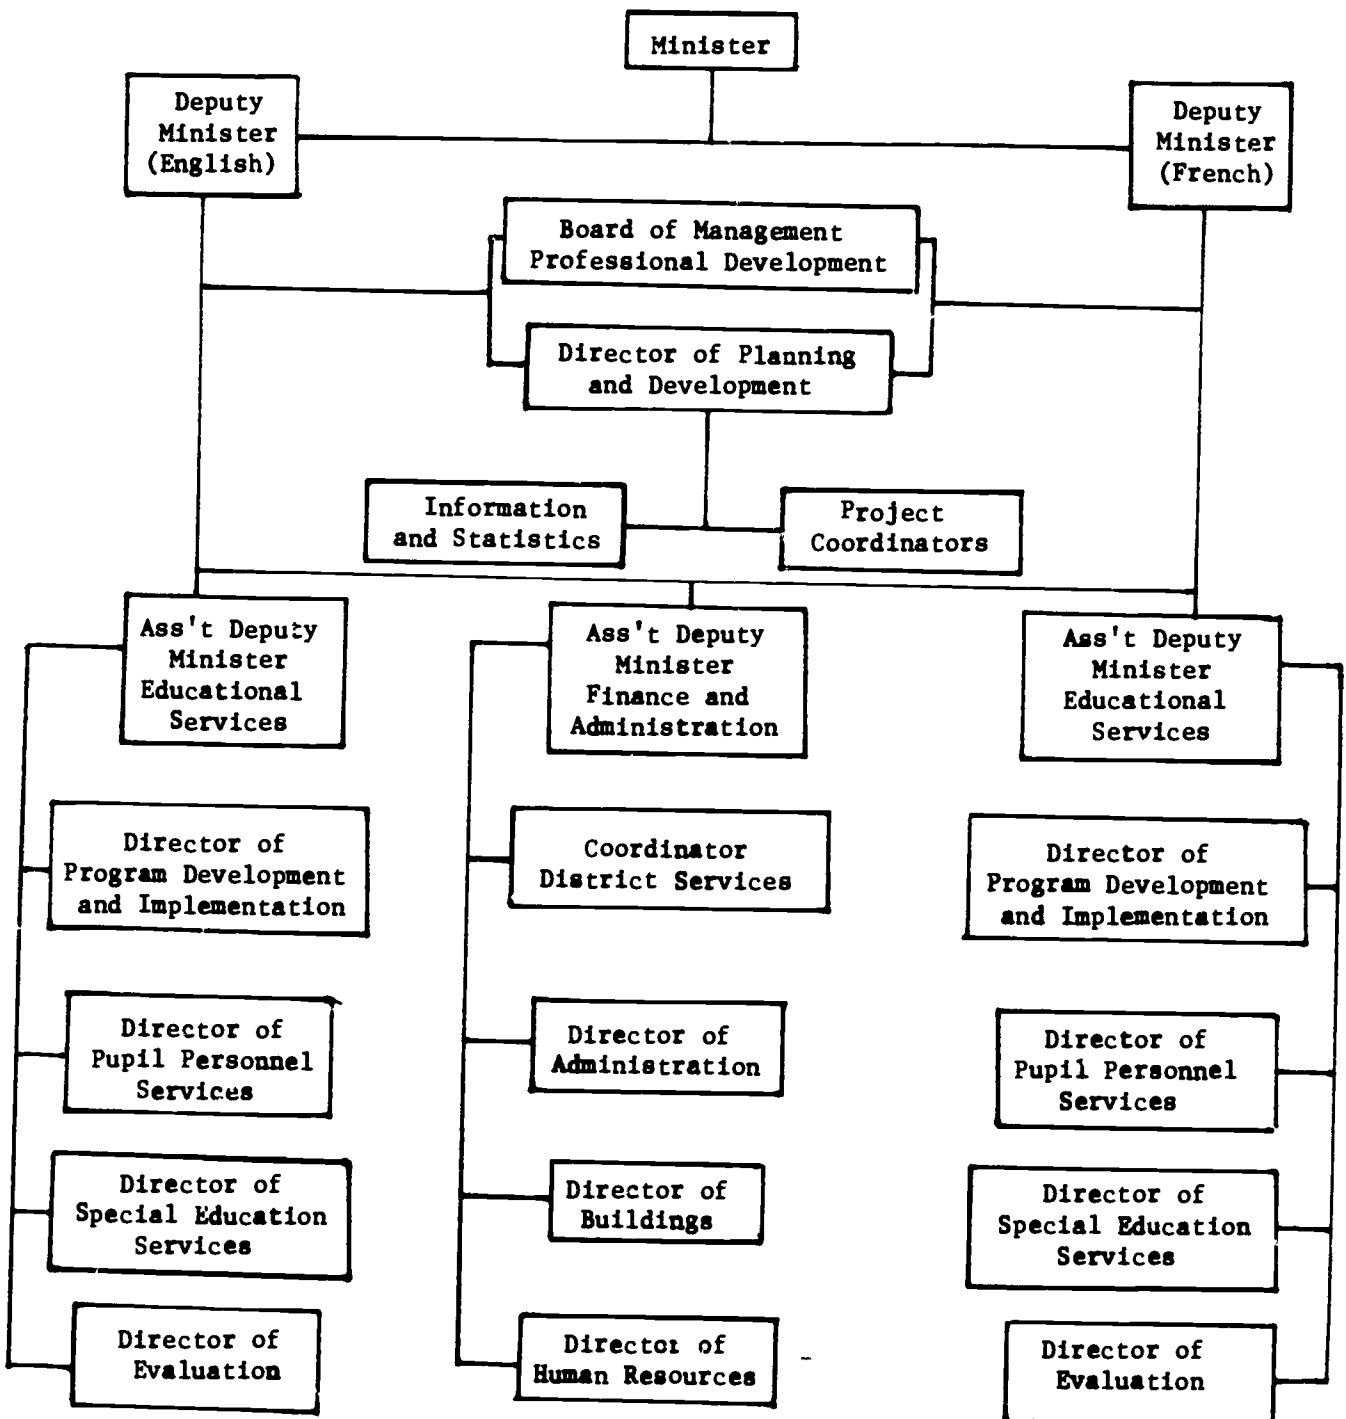 Minister
Deputy
Minister
(English)
Deputy
Minister
(French)
Board of Management
Professional Development
Director of Planning
and Development
Information
and Statistics
Project
Coordinators
Ass't Deputy
Minister
Educational
Services
Ass't Deputy
Minister
Finance and
Administration
Ass't Deputy
Minister
Educational
Services
Director of
Program Development
and Implementation
Coordinator
District Services
Director of
Program Development
and Implementation
Director of
Pupil Personnel
Services
Director of
Administration
Director of
Pupil Personnel
Services
Director of
Special Education
Services
Director of
Buildings
Director of
Special Education
Services
Director of
Evaluation
Director of
Human Resources
Director of
Evaluation